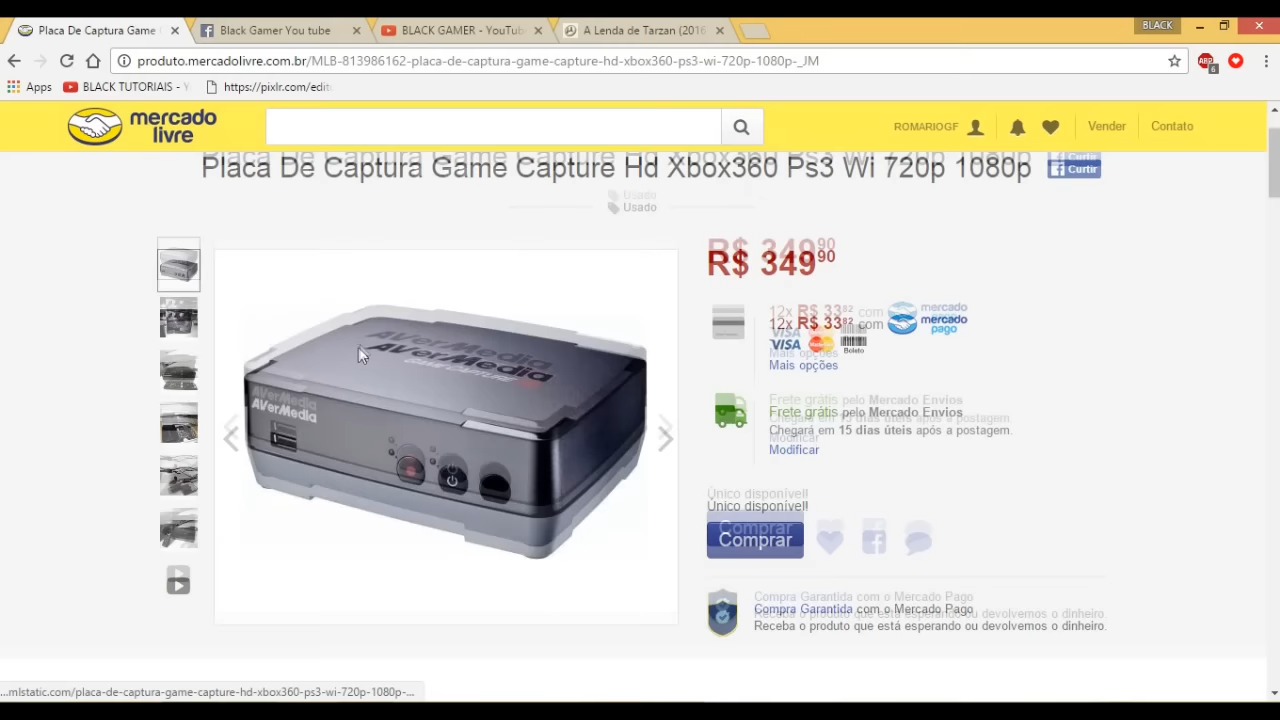 Placa De Captura Game
Black Gamer You tube
BLACK GAMER - YouTub
A Lenda de Tarzan (2016
BLACK
produto.mercadolivre.com.br/MLB-813986162-placa-de-captura-game-capture-hd-xbox360-ps3-wi-720p-1080p-_JM
6
Apps
BLACK TUTORIAIS - Y
https://pixlr.com/edit
mercado
livre
ROMARIOGF
Vender
Contato
Placa De Captura Game Capture Hd Xbox360 Ps3 Wi 720p 1080p
Curtir
Usado
R$ 349 90
12x R$ 33 82 com
mercado
pago
VISA
MasterCard
Boleto
Mais opções
Frete grátis pelo Mercado Envios
Chegará em 15 dias úteis após a postagem.
Modificar
Único disponível!
Comprar
Compra Garantida com o Mercado Pago
Receba o produto que está esperando ou devolvemos o dinheiro.
AVerMedia
GAME CAPTURE HD
AVerMedia
...mlstatic.com/placa-de-captura-game-capture-hd-xbox360-ps3-wi-720p-1080p-...